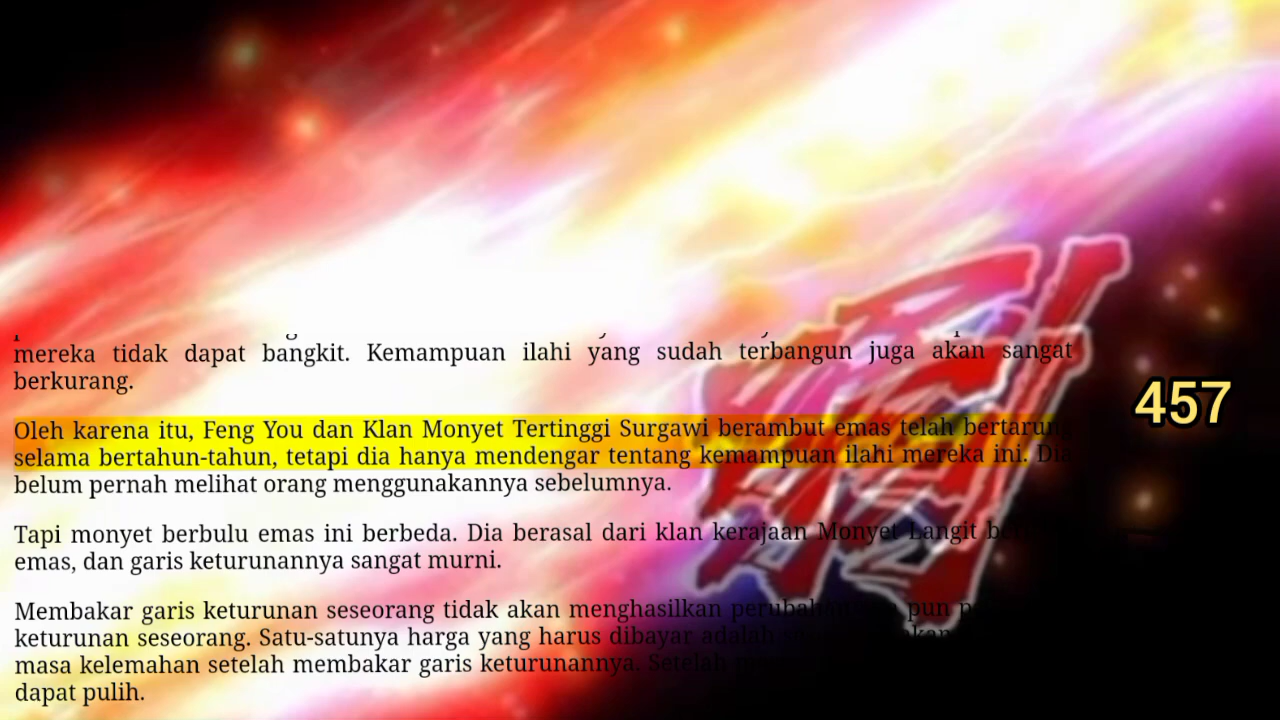 mereka tidak dapat bangkit. Kemampuan ilahi yang sudah terbangun juga akan sangat
berkurang.
Oleh karena itu, Feng You dan Klan Monyet Tertinggi Surgawi berambut emas telah bertarung
selama bertahun-tahun, tetapi dia hanya mendengar tentang kemampuan ilahi mereka ini. Dia
belum pernah melihat orang menggunakannya sebelumnya.
Tapi monyet berbulu emas ini berbeda. Dia berasal dari klan kerajaan Monyet Langit
emas, dan garis keturunannya sangat murni.
Membakar garis keturunan seseorang tidak akan menghasilkan perubahan pun
keturunan seseorang. Satu-satunya harga yang harus dibayar adalah
masa kelemahan setelah membakar garis keturunannya. Setelah
dapat pulih.
457